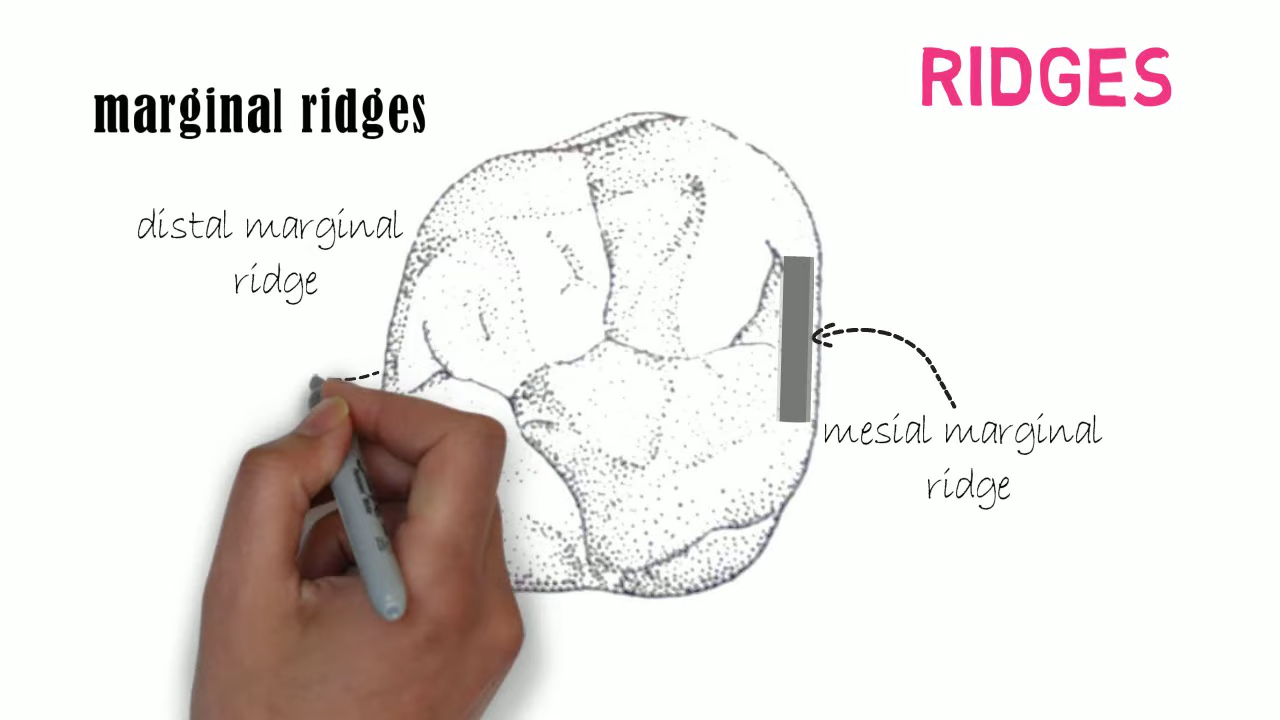 RIDGES
marginal ridges
distal marginal
ridge
mesial marginal
ridge